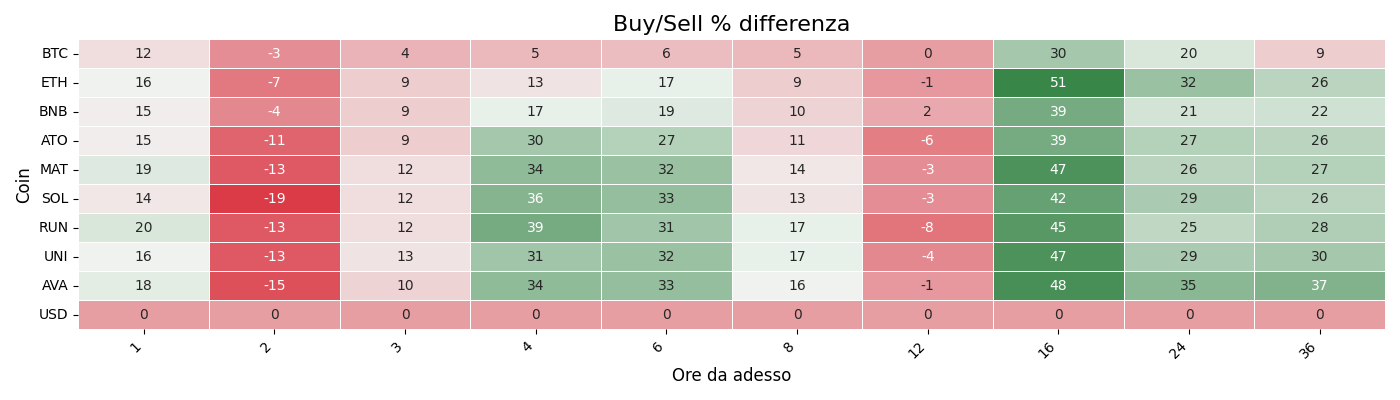 Buy/Sell % differenza
BTC 12 -3 4 5 6 5 0 30 20 9
ETH 16 -7 9 13 17 9 -1 51 32 26
BNB 15 -4 9 17 19 10 2 39 21 22
ATO 15 -11 9 30 27 11 -6 39 27 26
MAT 19 -13 12 34 32 14 -3 47 26 27
SOL 14 -19 12 36 33 13 -3 42 29 26
RUN 20 -13 12 39 31 17 -8 45 25 28
UNI 16 -13 13 31 32 17 -4 47 29 30
AVA 18 -15 10 34 33 16 -1 48 35 37
USD 0 0 0 0 0 0 0 0 0 0
Coin
1 2 3 4 6 8 12 16 24 36
Ore da adesso